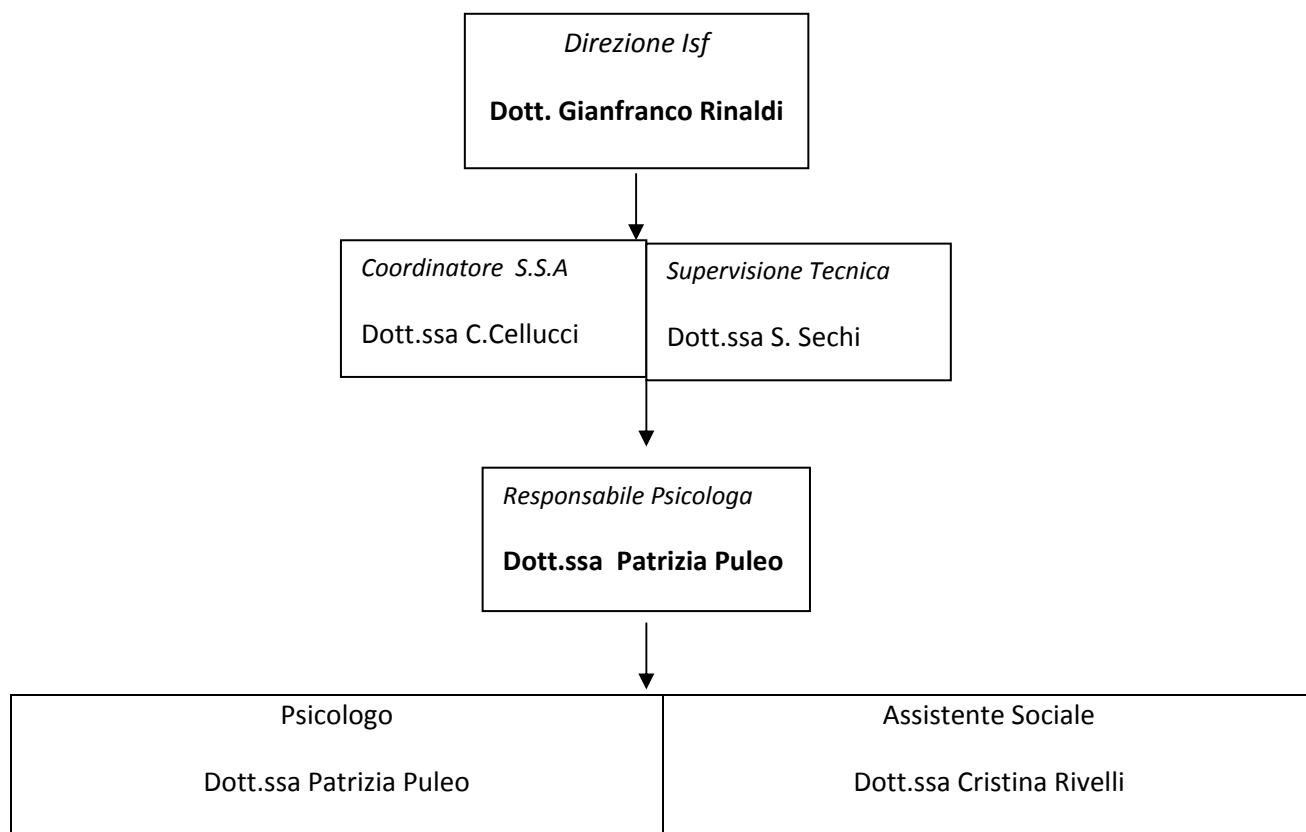 Direzione Isf
Dott. Gianfranco Rinaldi
Coordinatore S.S.A
Dott.ssa C.Cellucci
Supervisione Tecnica
Dott.ssa S. Sechi
Responsabile Psicologa
Dott.ssa Patrizia Puleo
Psicologo
Dott.ssa Patrizia Puleo
Assistente Sociale
Dott.ssa Cristina Rivelli